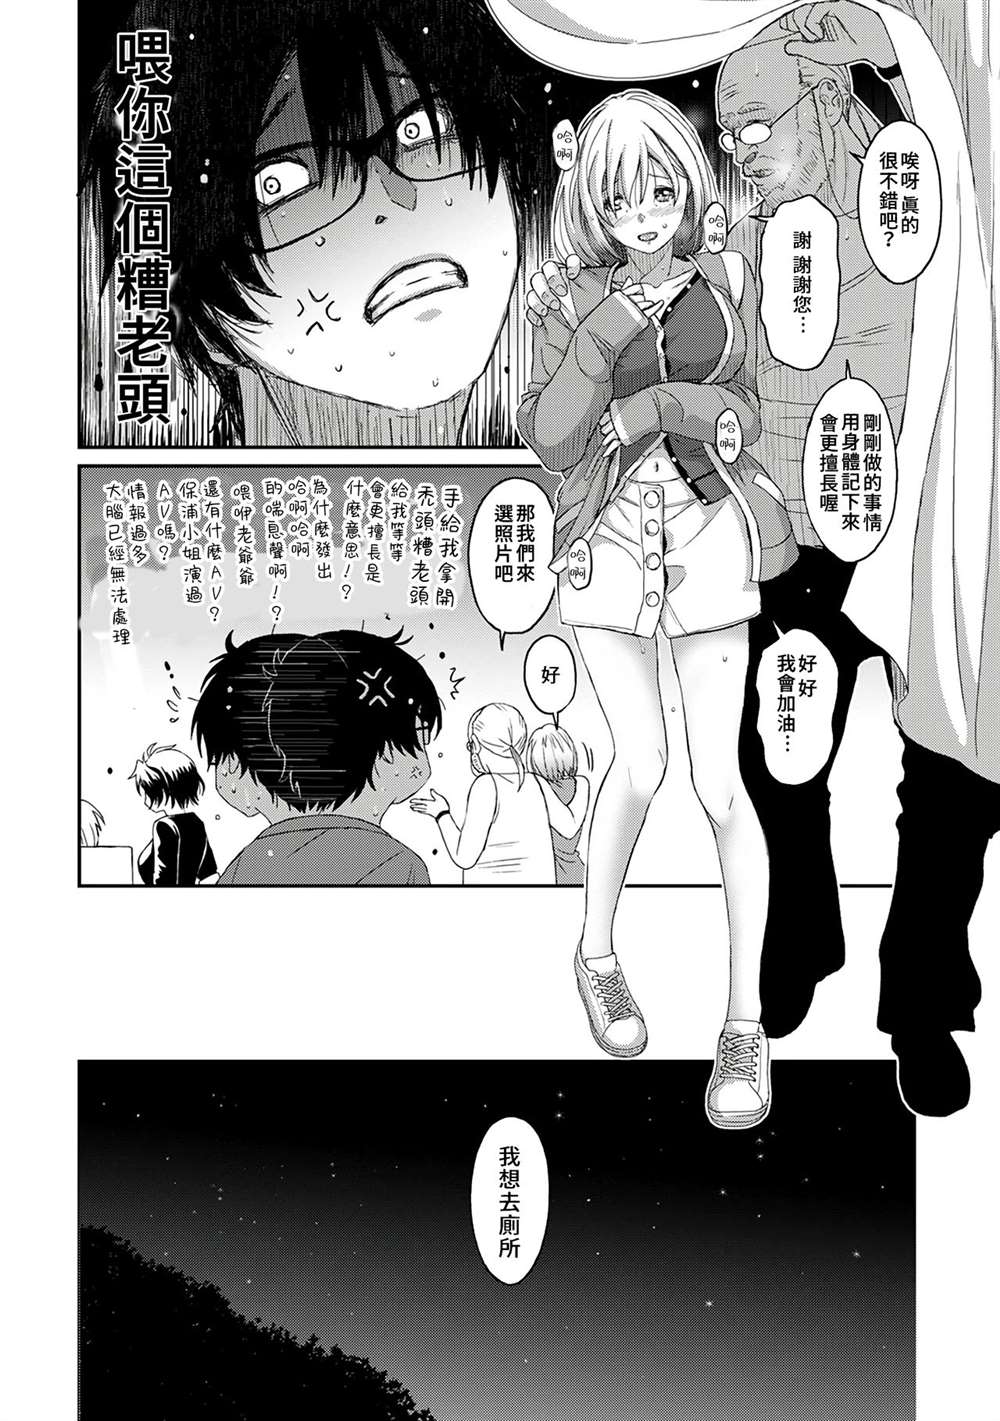 唉呀 真的
很不錯吧？
謝 謝謝
您…
哈
啊
哈
啊
哈
啊
哈
啊
剛剛做的事情
用身體記下來
會更擅長喔
好 好
我會加油…
喂你這個糟老頭
那我們來
選照片吧
好
手給我拿開
禿頭糟老頭
給我等等
會更擅長是
什麼意思！？
為什麼發出
哈啊哈啊
的喘息聲啊！？
喂呷老爺爺
還有什麼AV？
保浦小姐演過
AV嗎？
情報過多
大腦已經無法處理
我想去廁所